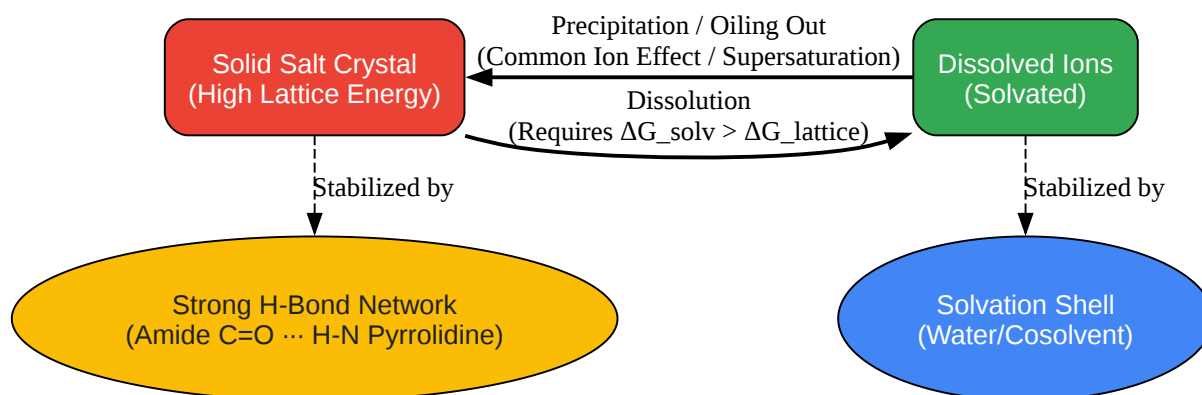 Precipitation / Oiling Out
(Common Ion Effect / Supersaturation)
Solid Salt Crystal
(High Lattice Energy)
Dissolved Ions
(Solvated)
Dissolution
(Requires ΔG_solv > ΔG_lattice)
Stabilized by
Stabilized by
Strong H-Bond Network
(Amide C=O ··· H-N Pyrrolidine)
Solvation Shell
(Water/Cosolvent)